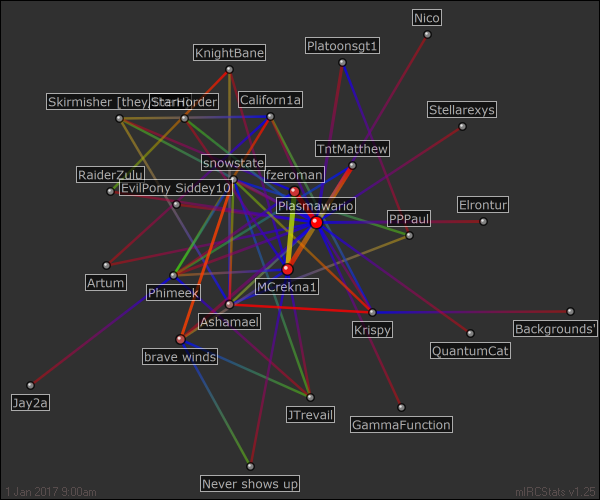 Nico
Platoonsgt1
KnightBane
Skirmisher [they,
StarHorder
Californ1a
Stellarexys
TntMatthew
snowstate
fzeroman
RaiderZulu
EvilPony Siddey10
Plasmawario
Elrontur
PPPaul
Artum
Phimeek
MCrekna1
Ashamael
Krispy
Backgrounds'
brave winds
QuantumCat
Jay2a
JTrevail
GammaFunction
Never shows up
1 Jan 2017 9:00am
mIRCStats v1.25